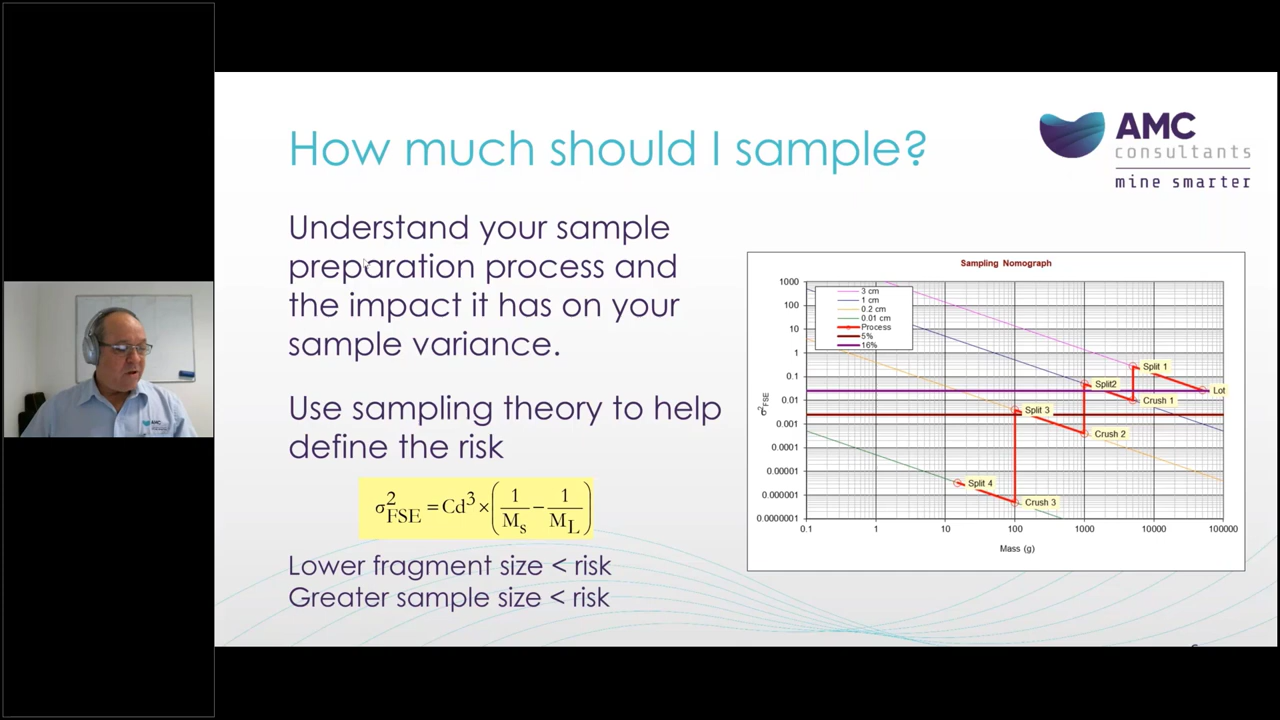 How much should I sample?
AMC
consultants
mine smarter
Understand your sample
preparation process and
the impact it has on your
sample variance.
Use sampling theory to help
define the risk
σ²FSE = Cd³ × (1/Ms − 1/ML)
Lower fragment size < risk
Greater sample size < risk
Sampling Nomograph
1000
100
10
1
0.1
0.01
0.001
0.0001
0.00001
0.000001
0.0000001
σ²FSE
3 cm
1 cm
0.2 cm
0.01 cm
Process
5%
16%
Split 1
Lot
Split2
Crush 1
Split 3
Crush 2
Split 4
Crush 3
0.1 1 10 100 1000 10000 100000
Mass (g)
AMC